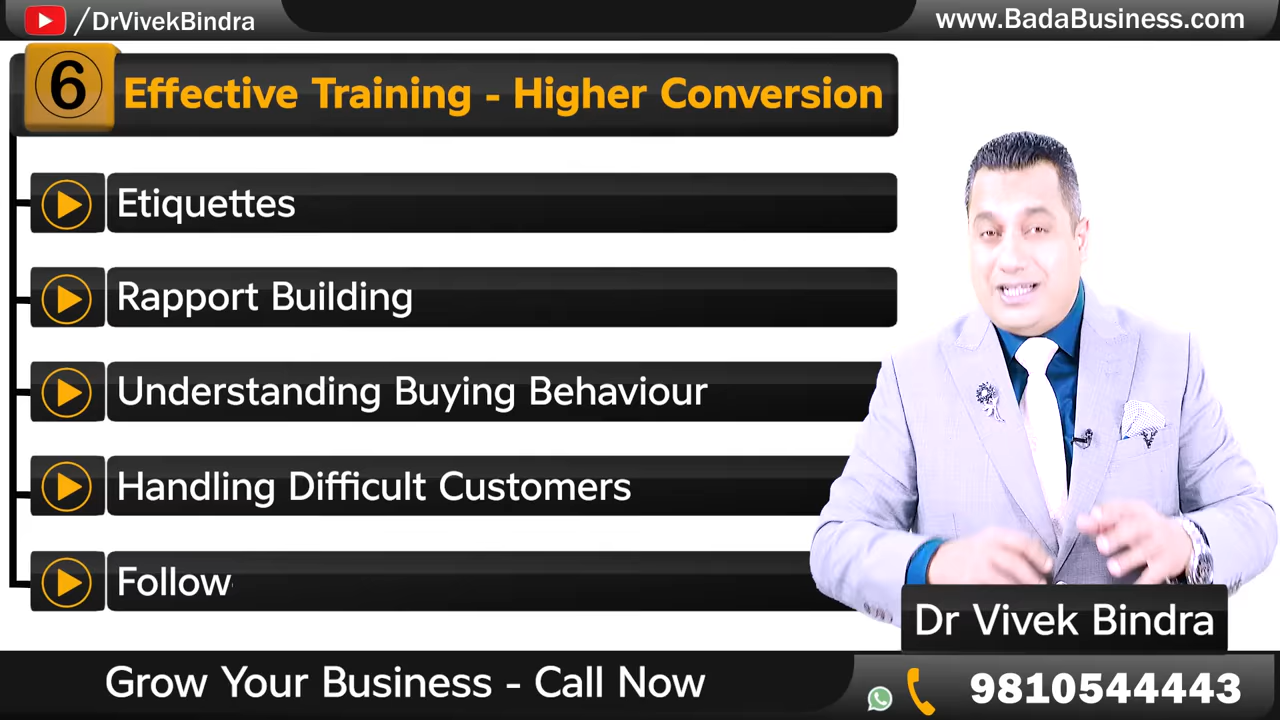 /DrVivekBindra
www.BadaBusiness.com
6
Effective Training - Higher Conversion
Etiquettes
Rapport Building
Understanding Buying Behaviour
Handling Difficult Customers
Follow
Dr Vivek Bindra
Grow Your Business - Call Now
9810544443